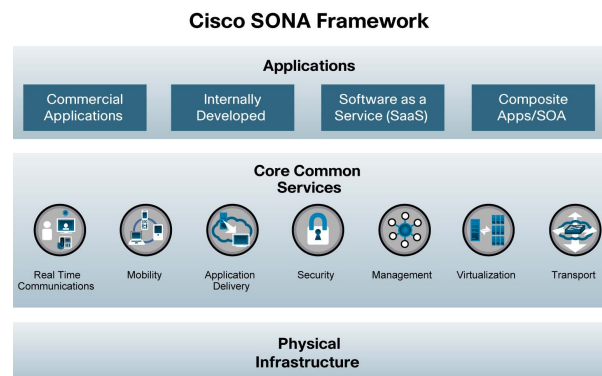 Cisco SONA Framework
Applications
Commercial
Applications
Internally
Developed
Software as a
Service (SaaS)
Composite
Apps/SOA
Core Common
Services
Real Time
Communications
Mobility
Application
Delivery
Security
Management
Virtualization
Transport
Physical
Infrastructure